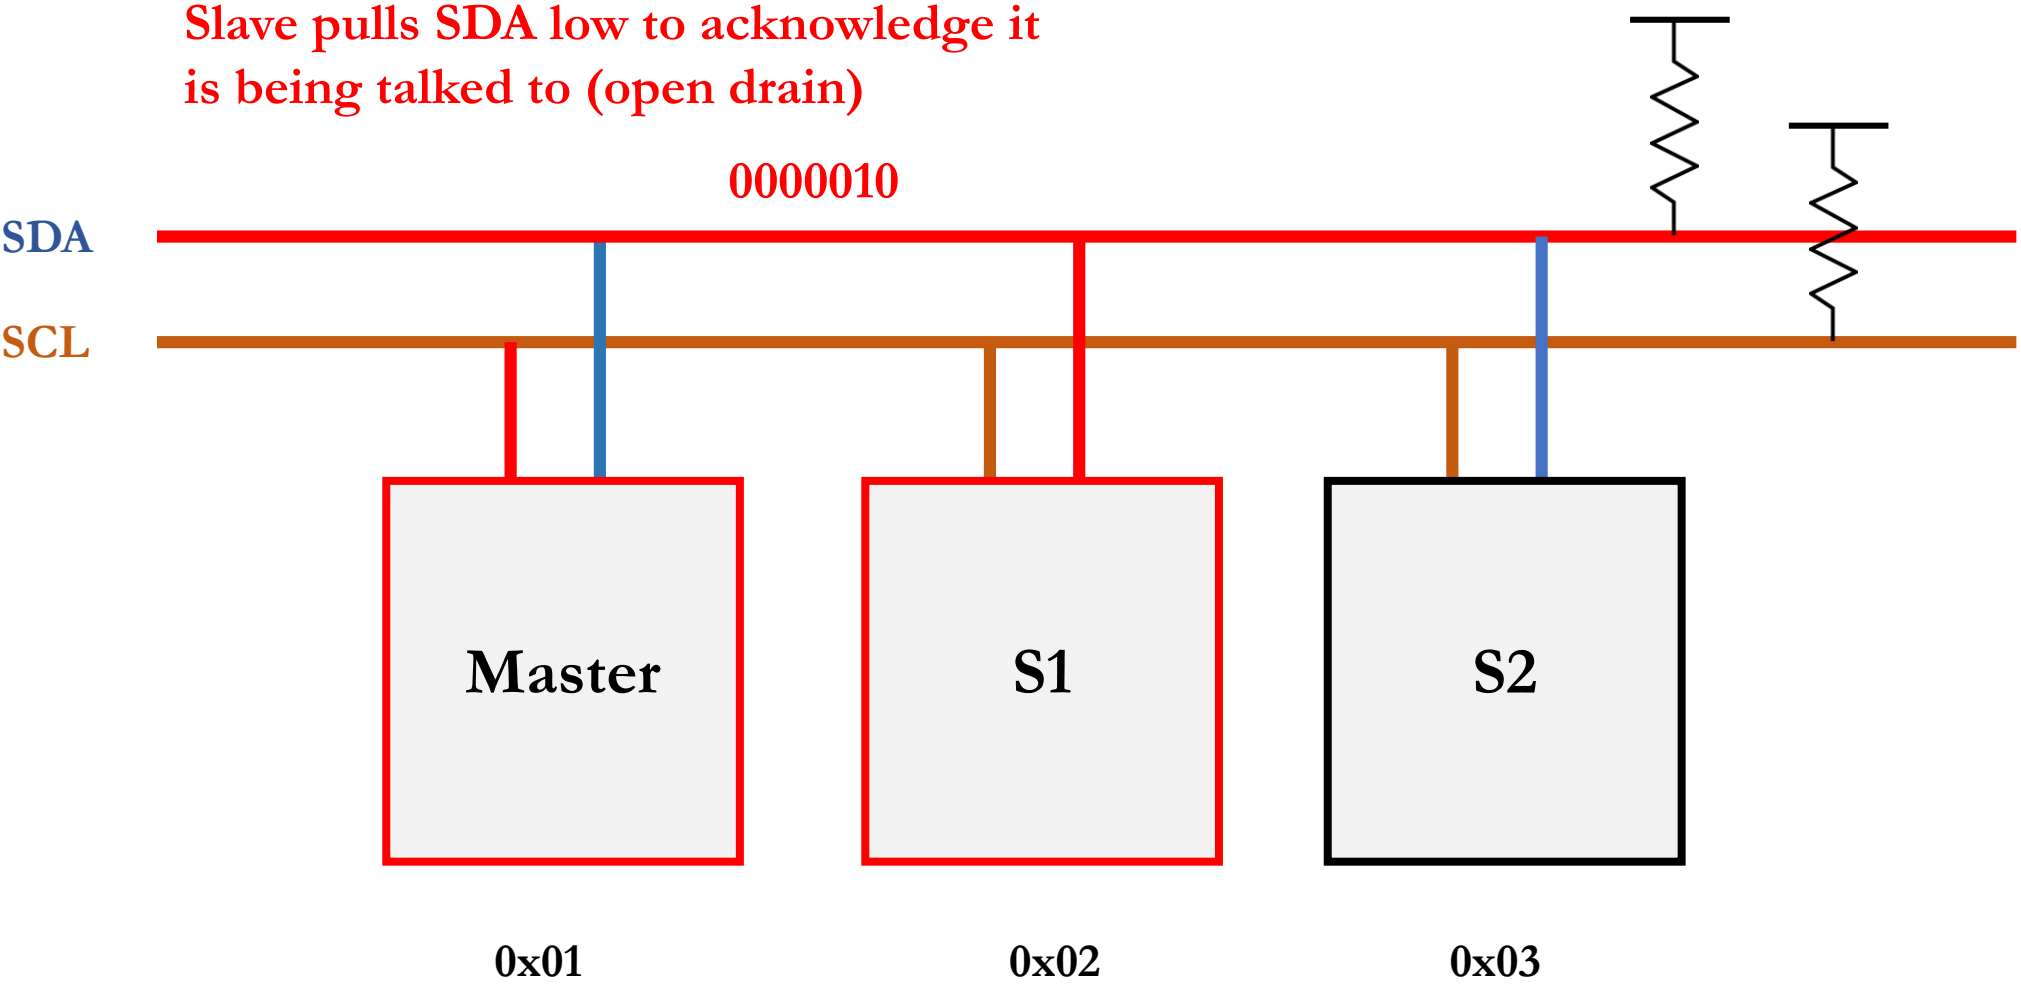 Slave pulls SDA low to acknowledge it
is being talked to (open drain)
0000010
SDA
SCL
Master
S1
S2
0x01
0x02
0x03